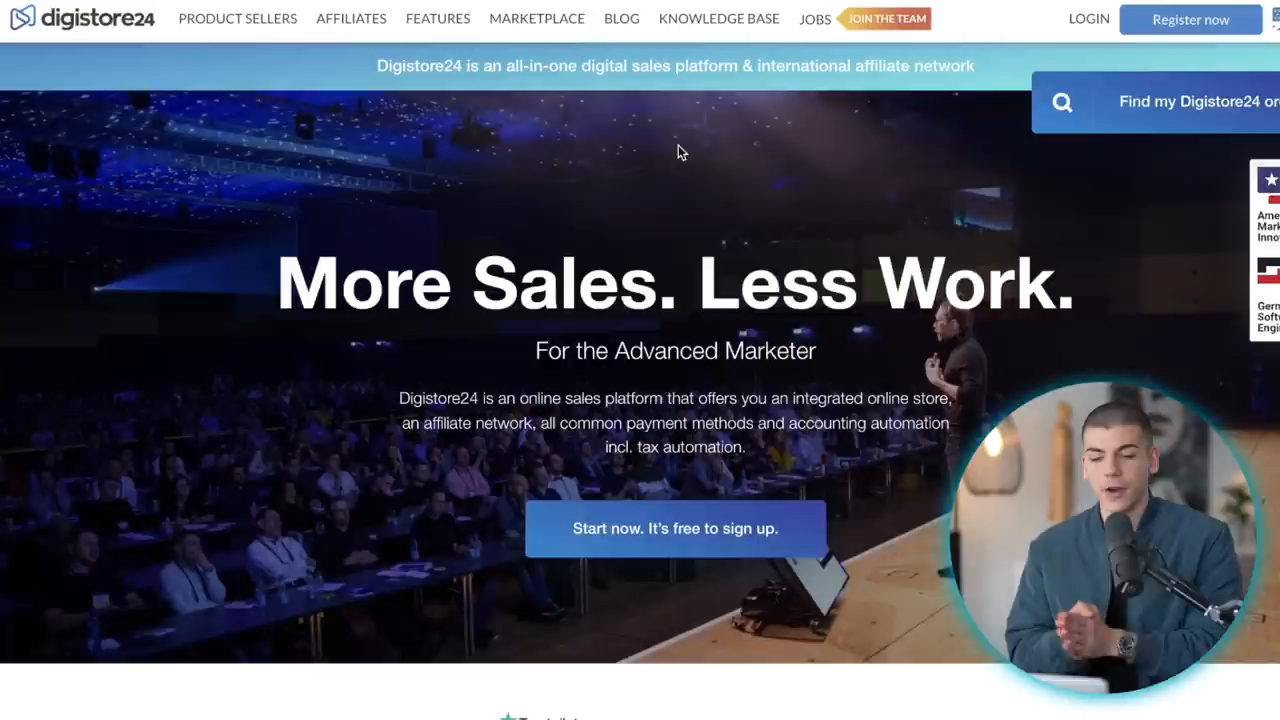 digistore24
PRODUCT SELLERS
AFFILIATES
FEATURES
MARKETPLACE
BLOG
KNOWLEDGE BASE
JOBS
JOIN THE TEAM
LOGIN
Register now
Digistore24 is an all-in-one digital sales platform & international affiliate network
Find my Digistore24 or
More Sales. Less Work.
For the Advanced Marketer
Digistore24 is an online sales platform that offers you an integrated online store,
an affiliate network, all common payment methods and accounting automation
incl. tax automation.
Start now. It's free to sign up.